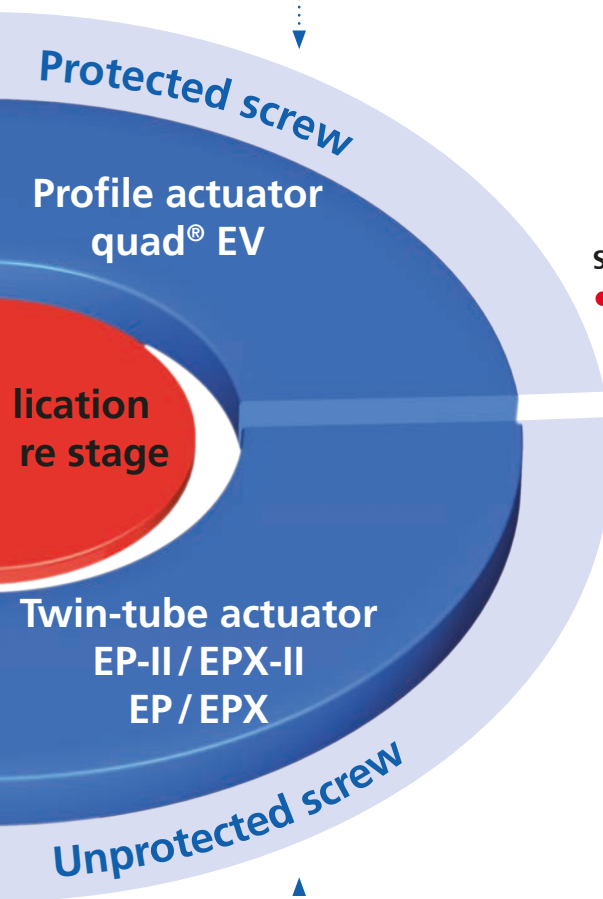 Protected screw
Profile actuator
quad® EV
S
lication
re stage
Twin-tube actuator
EP-II / EPX-II
EP / EPX
Unprotected screw